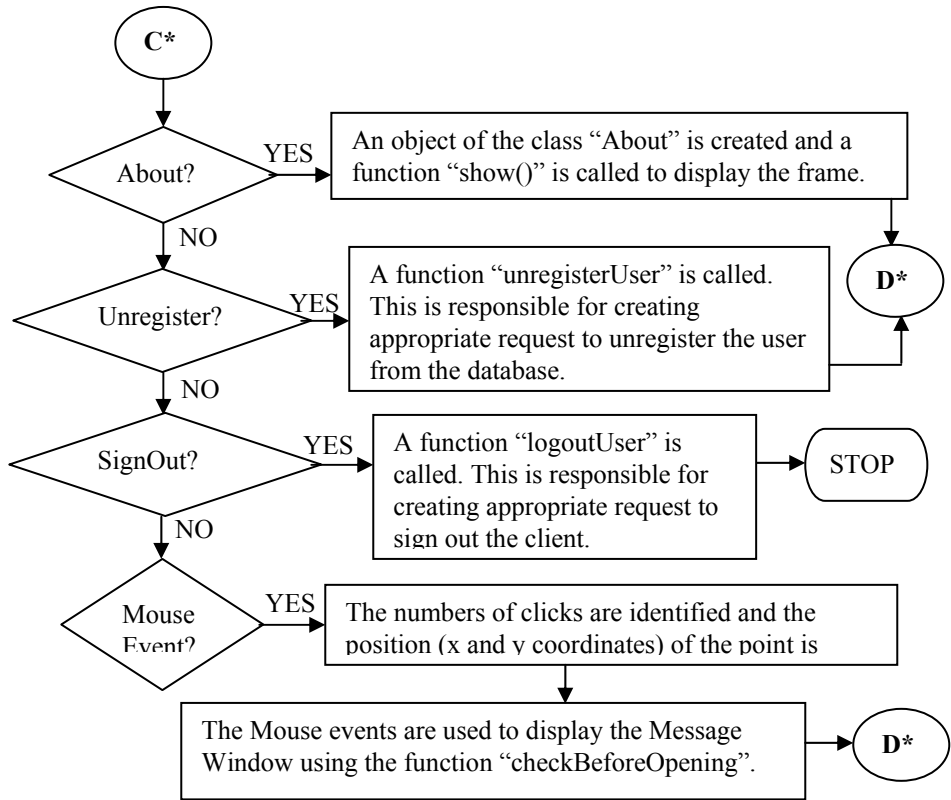 C*
About?
YES
An object of the class “About” is created and a
function “show()” is called to display the frame.
NO
D*
Unregister?
YES
A function “unregisterUser” is called.
This is responsible for creating
appropriate request to unregister the user
from the database.
NO
SignOut?
YES
A function “logoutUser” is
called. This is responsible for
creating appropriate request to
sign out the client.
STOP
NO
Mouse
Event?
YES
The numbers of clicks are identified and the
position (x and y coordinates) of the point is
The Mouse events are used to display the Message
Window using the function “checkBeforeOpening”.
D*